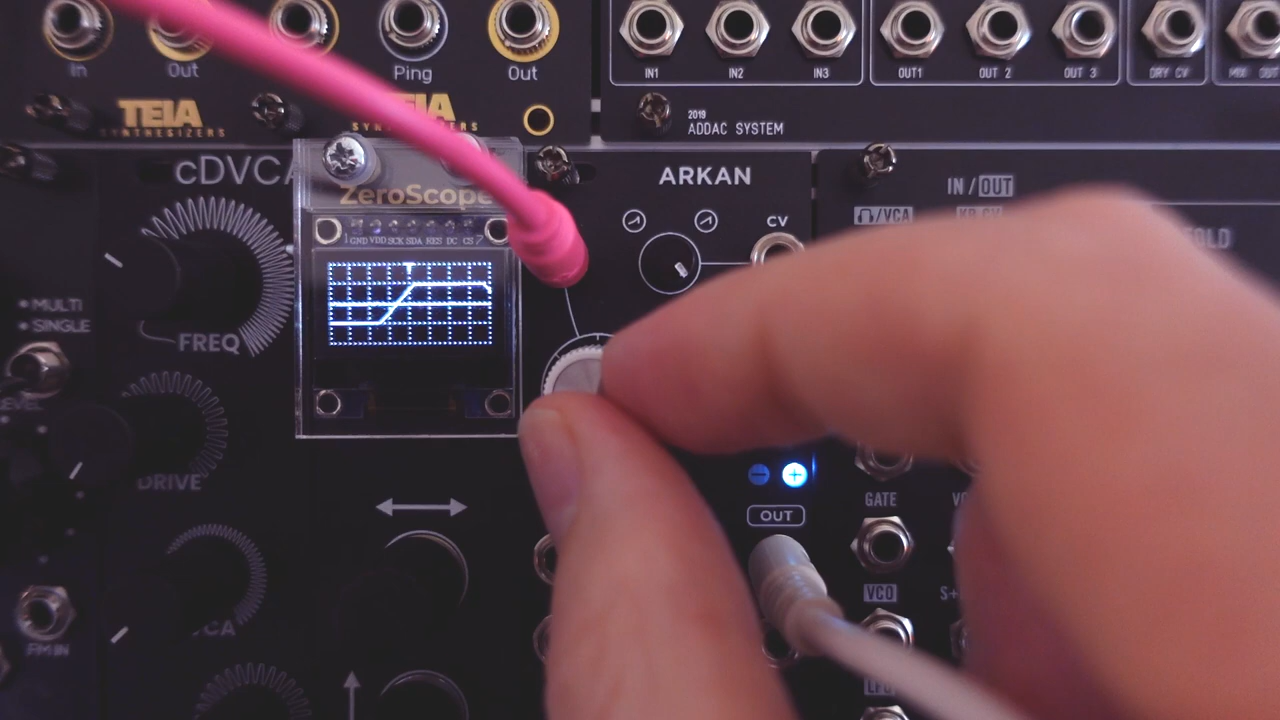 In
Out
Ping
Out
IN1
IN2
IN3
OUT1
OUT 2
OUT 3
DRY CV
MIX OUT
TEIA
SYNTHESIZERS
2019
ADDAC SYSTEM
cDVCA
ZeroScope
GND VDD SCK SDA RES DC CS
ARKAN
CV
IN / OUT
/VCA
MULTI
SINGLE
FREQ
DRIVE
OUT
GATE
VCO
FM IN